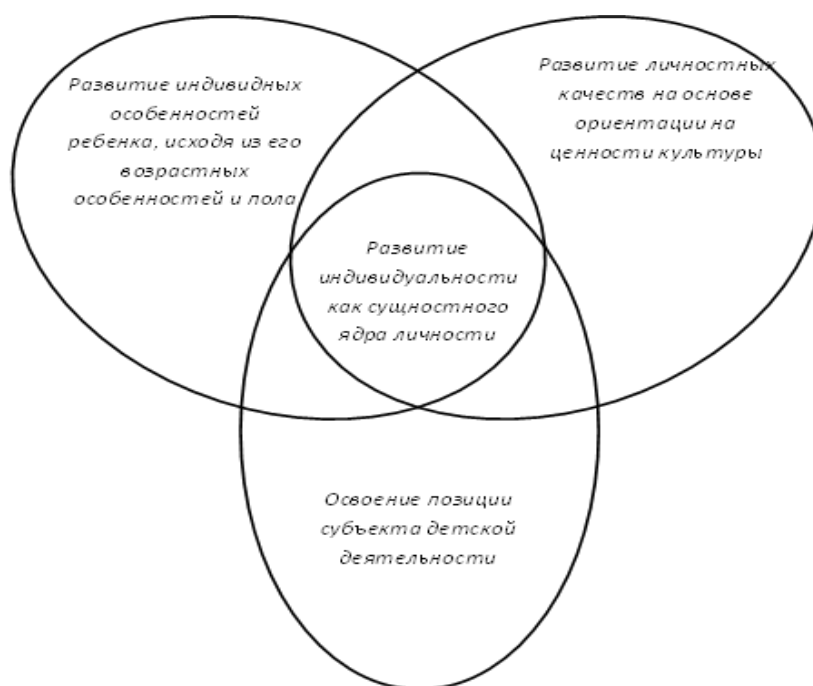 Развитие индивидных
особенностей
ребенка, исходя из его
возрастных
особенностей и пола
Развитие личностных
качеств на основе
ориентации на
ценности культуры
Развитие
индивидуальности
как сущностного
ядра личности
Освоение позиции
субъекта детской
деятельности